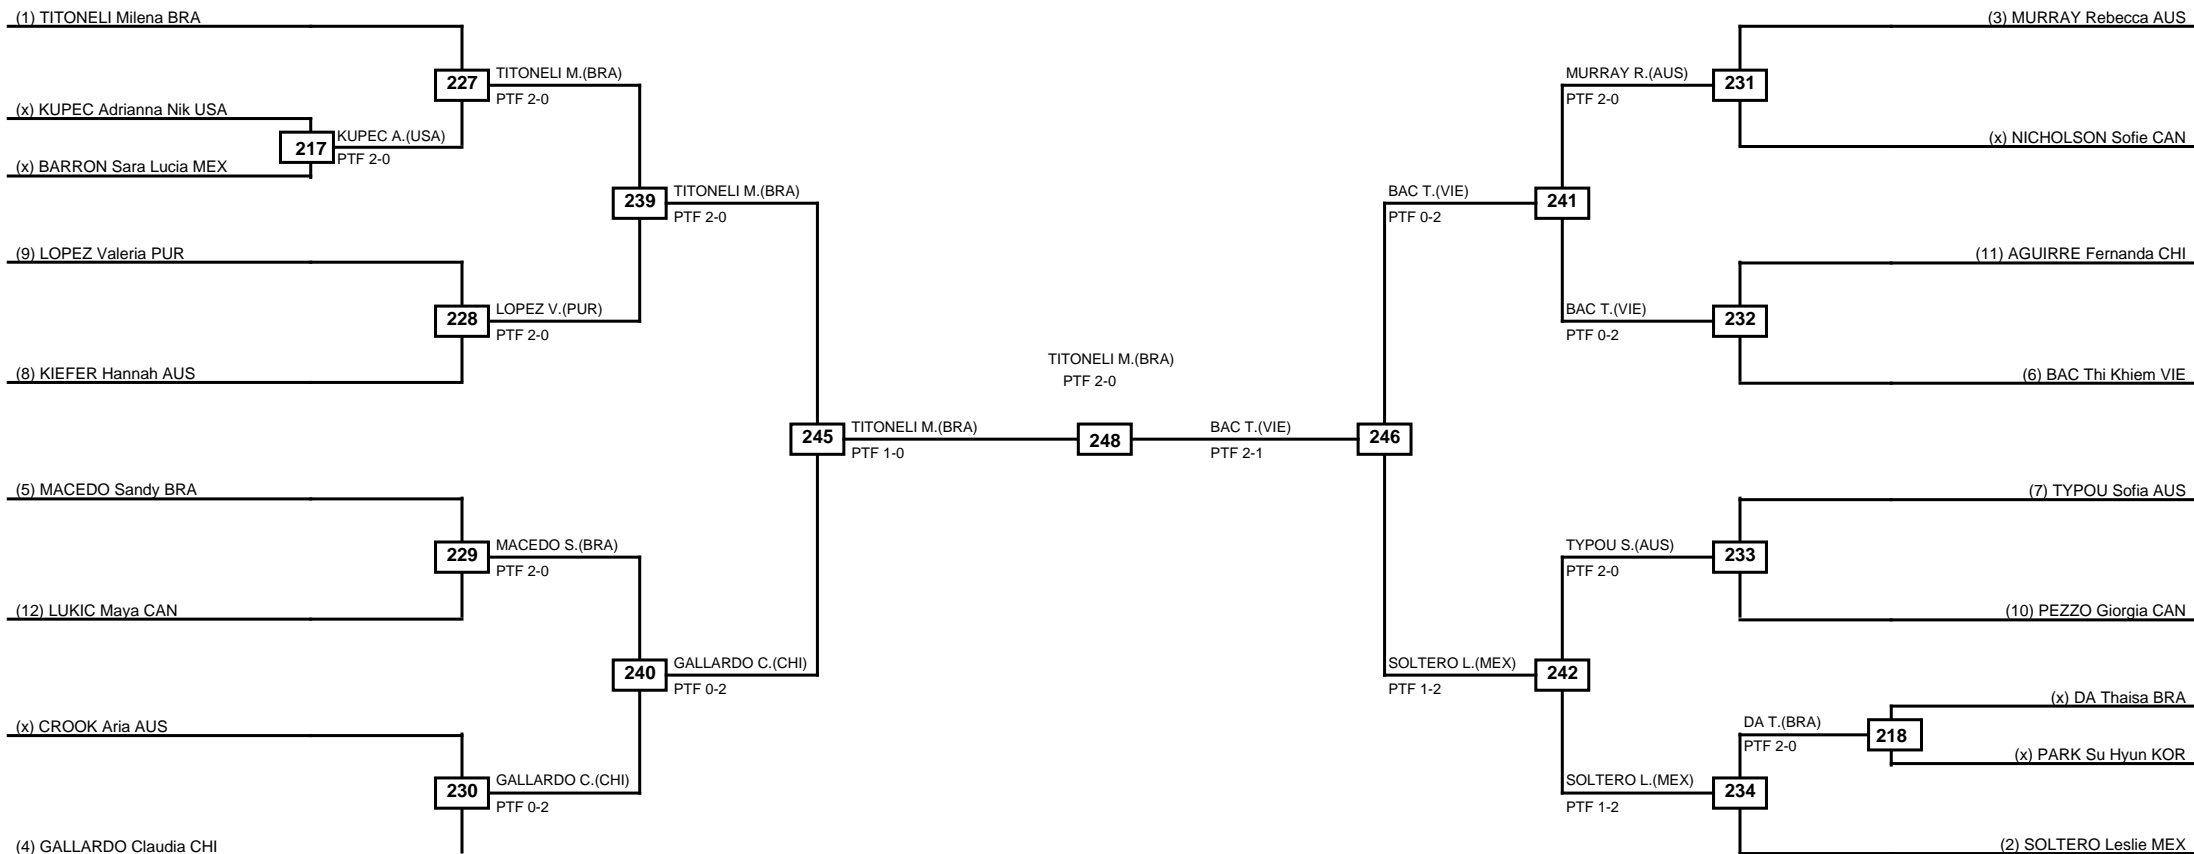 (1) TITONELI Milena BRA
(3) MURRAY Rebecca AUS
227
TITONELI M.(BRA)
PTF 2-0
MURRAY R.(AUS)
PTF 2-0
231
(x) KUPEC Adrianna Nik USA
217
KUPEC A.(USA)
PTF 2-0
(x) NICHOLSON Sofie CAN
(x) BARRON Sara Lucia MEX
239
TITONELI M.(BRA)
PTF 2-0
BAC T.(VIE)
PTF 0-2
241
(9) LOPEZ Valeria PUR
(11) AGUIRRE Fernanda CHI
228
LOPEZ V.(PUR)
PTF 2-0
BAC T.(VIE)
PTF 0-2
232
TITONELI M.(BRA)
PTF 2-0
(8) KIEFER Hannah AUS
(6) BAC Thi Khiem VIE
245
TITONELI M.(BRA)
PTF 1-0
248
BAC T.(VIE)
PTF 2-1
246
(5) MACEDO Sandy BRA
(7) TYPOU Sofia AUS
229
MACEDO S.(BRA)
PTF 2-0
TYPOU S.(AUS)
PTF 2-0
233
(12) LUKIC Maya CAN
(10) PEZZO Giorgia CAN
240
GALLARDO C.(CHI)
PTF 0-2
SOLTERO L.(MEX)
PTF 1-2
242
(x) DA Thaisa BRA
(x) CROOK Aria AUS
DA T.(BRA)
PTF 2-0
218
(x) PARK Su Hyun KOR
230
GALLARDO C.(CHI)
PTF 0-2
SOLTERO L.(MEX)
PTF 1-2
234
(4) GALLARDO Claudia CHI
(2) SOLTERO Leslie MEX